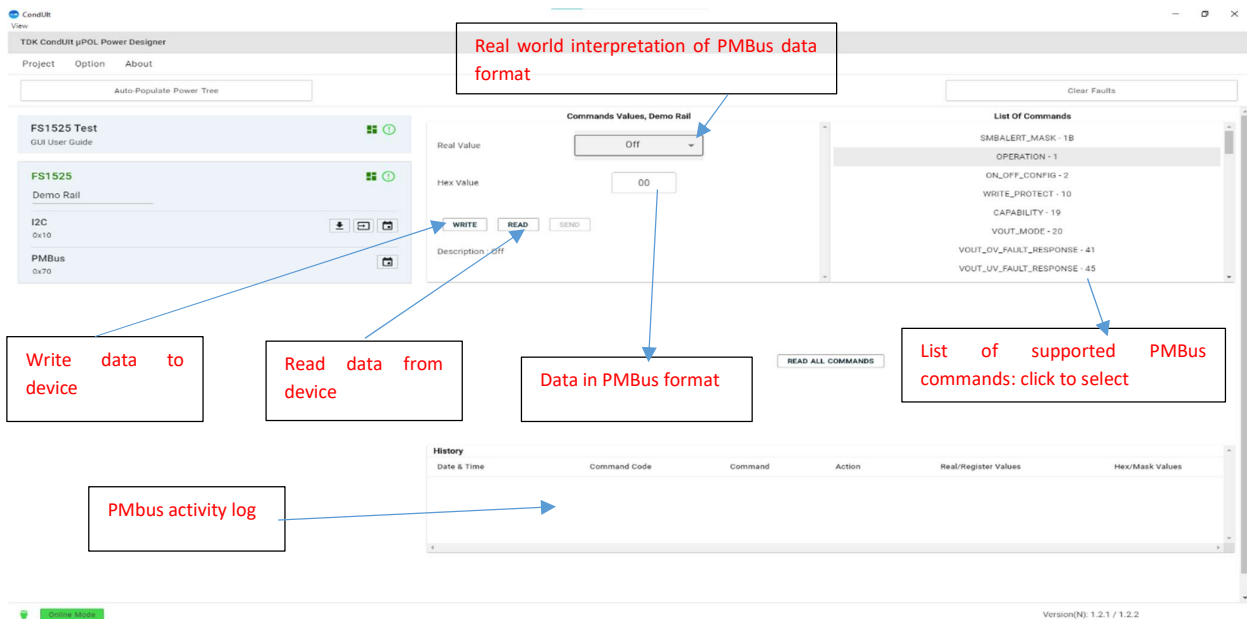 CondUIt
View
TDK CondUIt µPOL Power Designer
Project Option About
Real world interpretation of PMBus data
format
Auto-Populate Power Tree
Clear Faults
FS1525 Test
GUI User Guide
FS1525
Demo Rail
I2C
0x10
PMBus
0x70
Commands Values, Demo Rail
Real Value
Off
Hex Value
00
WRITE READ SEND
Description : Off
List Of Commands
SMBALERT_MASK - 1B
OPERATION - 1
ON_OFF_CONFIG - 2
WRITE_PROTECT - 10
CAPABILITY - 19
VOUT_MODE - 20
VOUT_OV_FAULT_RESPONSE - 41
VOUT_UV_FAULT_RESPONSE - 45
Write data to
device
Read data from
device
Data in PMBus format
READ ALL COMMANDS
List of supported PMBus
commands: click to select
History
Date & Time Command Code Command Action Real/Register Values Hex/Mask Values
PMbus activity log
Online Mode
Version(N): 1.2.1 / 1.2.2